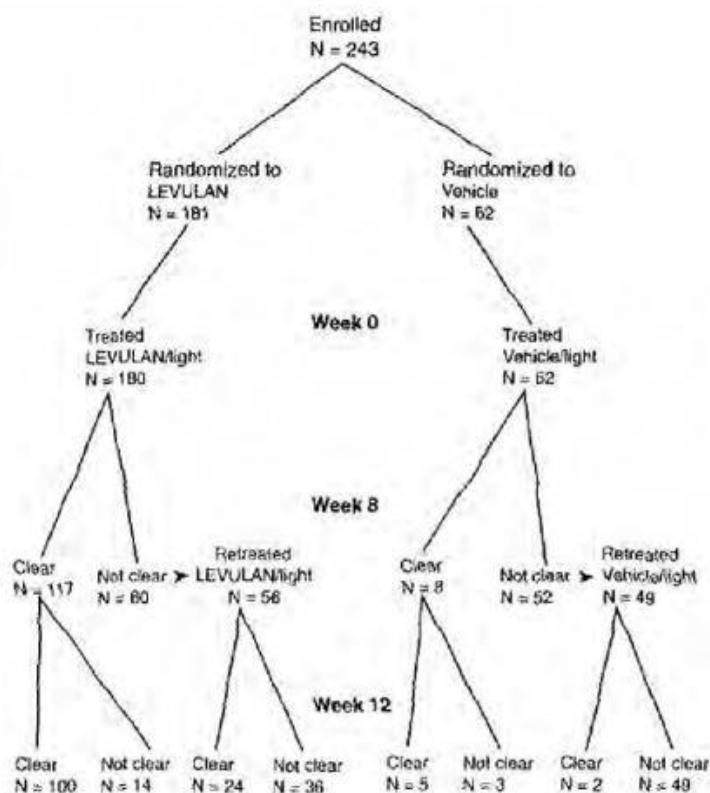 Enrolled
N = 243
Randomized to
LEVULAN
N = 181
Randomized to
Vehicle
N = 62
Week 0
Treated
LEVULAN/light
N = 180
Treated
Vehicle/light
N = 62
Week 8
Clear
N = 117
Not clear ➤
N = 60
Retreated
LEVULAN/light
N = 56
Clear
N = 8
Not clear ➤
N = 52
Retreated
Vehicle/light
N = 49
Week 12
Clear
N = 100
Not clear
N = 14
Clear
N = 24
Not clear
N = 36
Clear
N = 5
Not clear
N = 3
Clear
N = 2
Not clear
N = 49